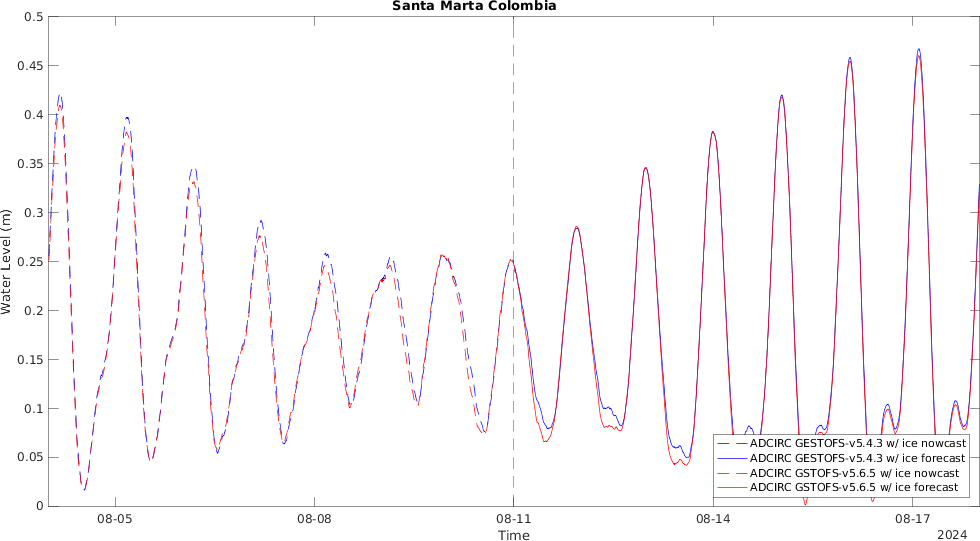 Santa Marta Colombia
0.5
0.45
0.4
0.35
0.3
0.25
0.2
0.15
0.1
0.05
0
Water Level (m)
08-05
08-08
08-11
08-14
08-17
Time
2024
ADCIRC GESTOFS-v5.4.3 w/ ice nowcast
ADCIRC GESTOFS-v5.4.3 w/ ice forecast
ADCIRC GSTOFS-v5.6.5 w/ ice nowcast
ADCIRC GSTOFS-v5.6.5 w/ ice forecast